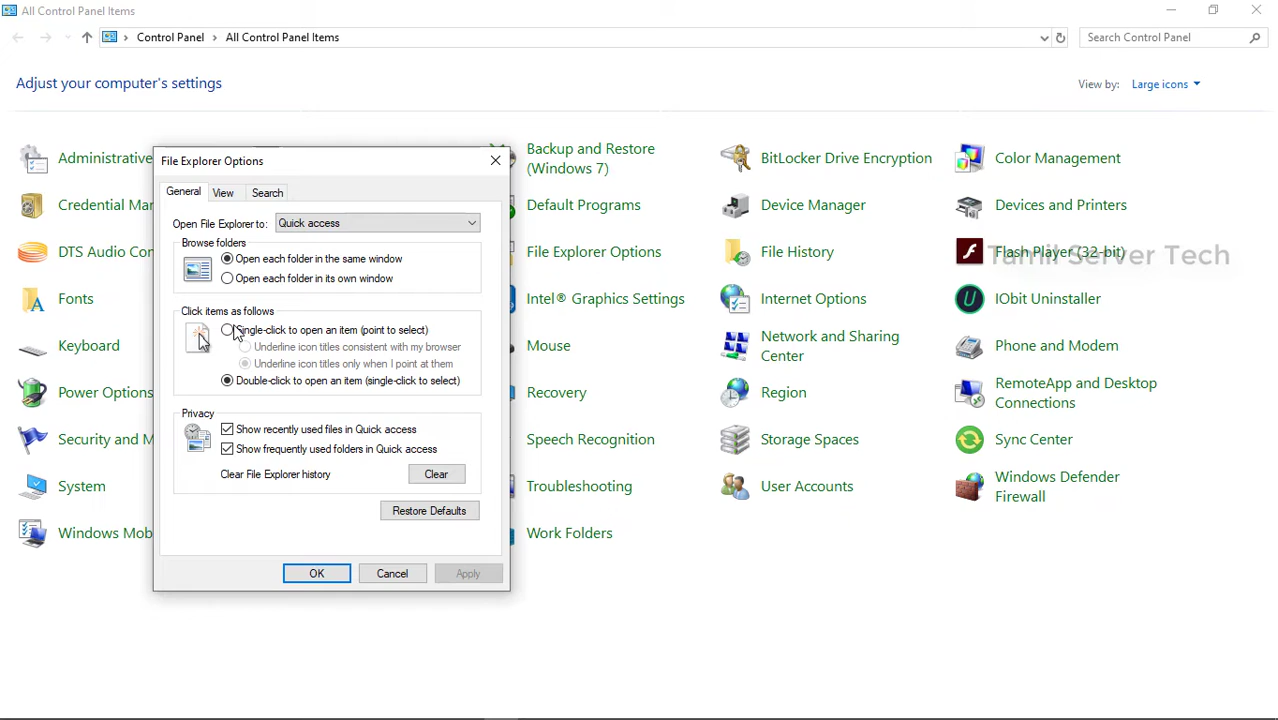 All Control Panel Items
Control Panel
All Control Panel Items
Search Control Panel
Adjust your computer's settings
View by:
Large icons
Administrative
Backup and Restore
(Windows 7)
BitLocker Drive Encryption
Color Management
Credential Mar
Default Programs
Device Manager
Devices and Printers
DTS Audio Con
File Explorer Options
File History
Flash Player (32-bit)
Tamil Server Tech
Fonts
Intel® Graphics Settings
Internet Options
IObit Uninstaller
Keyboard
Mouse
Network and Sharing
Center
Phone and Modem
Power Options
Recovery
Region
RemoteApp and Desktop
Connections
Security and M
Speech Recognition
Storage Spaces
Sync Center
System
Troubleshooting
User Accounts
Windows Defender
Firewall
Windows Mob
Work Folders
File Explorer Options
General
View
Search
Open File Explorer to:
Quick access
Browse folders
Open each folder in the same window
Open each folder in its own window
Click items as follows
Single-click to open an item (point to select)
Underline icon titles consistent with my browser
Underline icon titles only when I point at them
Double-click to open an item (single-click to select)
Privacy
Show recently used files in Quick access
Show frequently used folders in Quick access
Clear File Explorer history
Clear
Restore Defaults
OK
Cancel
Apply